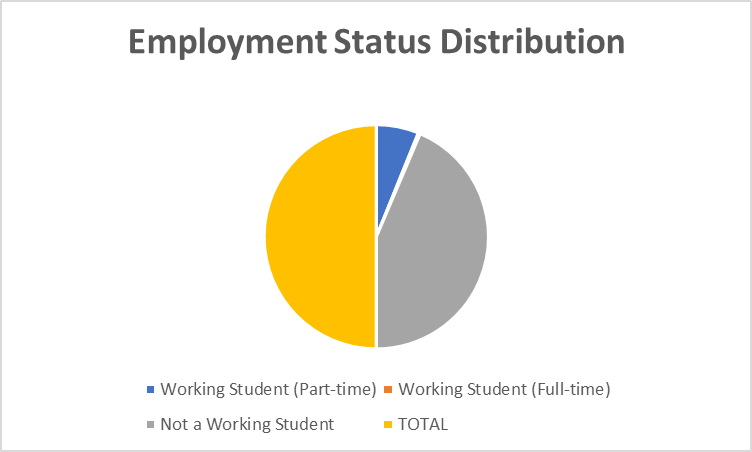 Employment Status Distribution
Working Student (Part-time) Working Student (Full-time)
Not a Working Student TOTAL